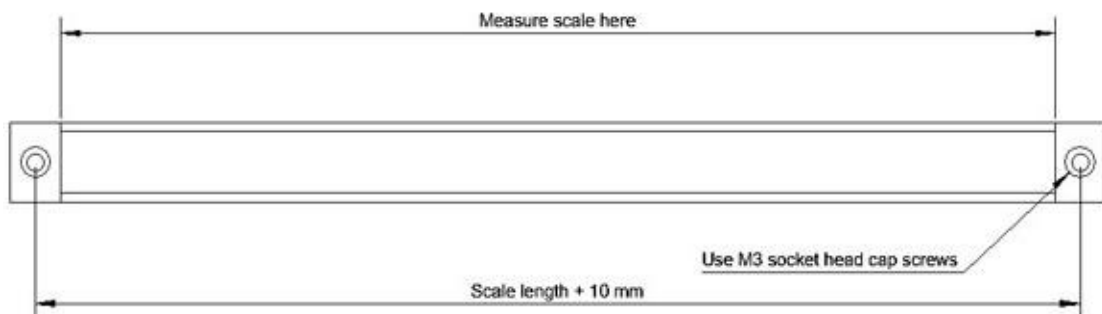 Measure scale here
Use M3 socket head cap screws
Scale length + 10 mm